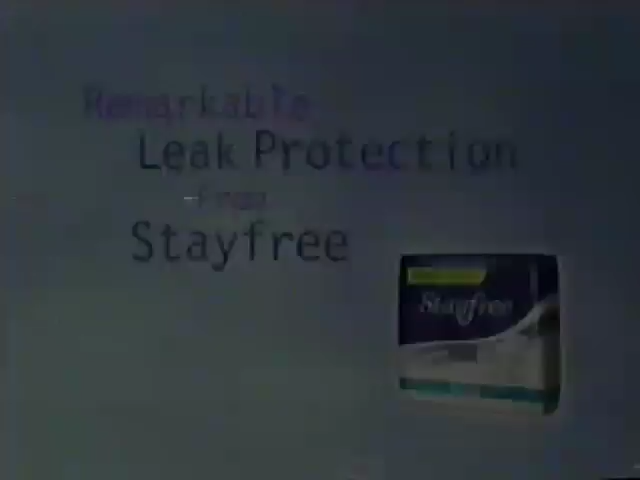 Remarkable
Leak Protection
from
Stayfree
Stayfree